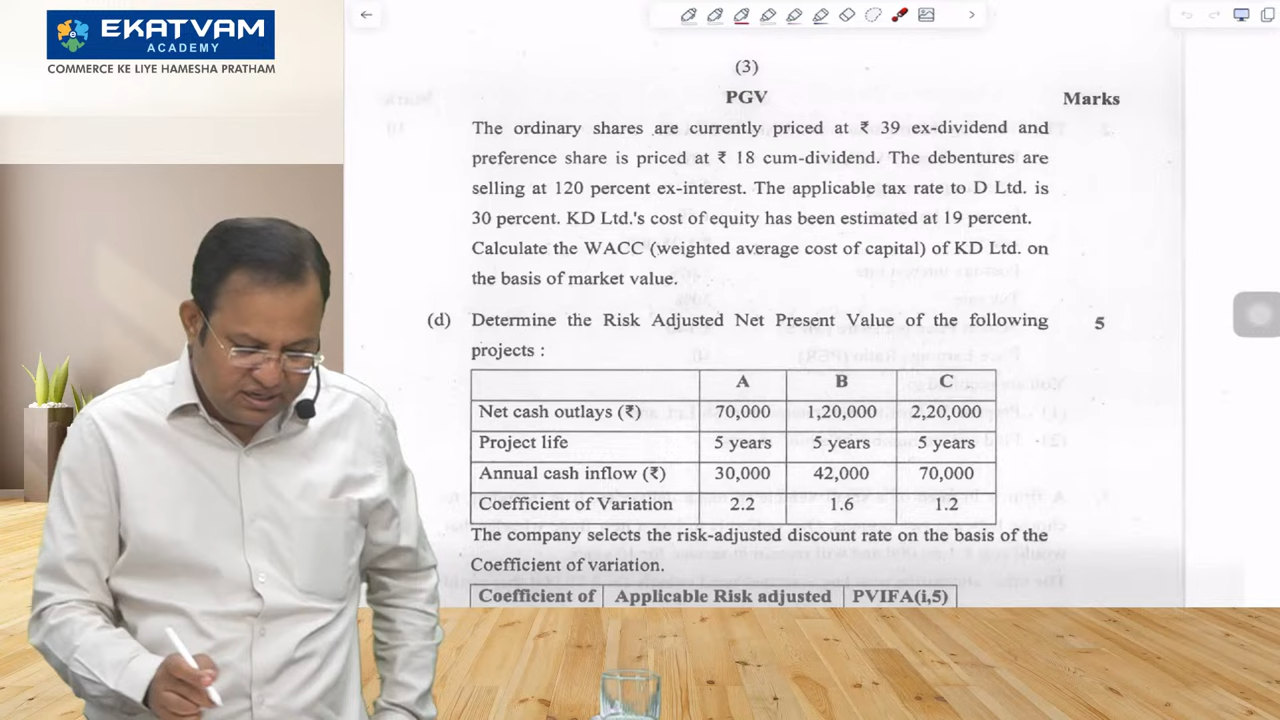 EKATVAM
ACADEMY
COMMERCE KE LIYE HAMESHA PRATHAM
(3)
PGV
Marks
The ordinary shares are currently priced at ₹ 39 ex-dividend and
preference share is priced at ₹ 18 cum-dividend. The debentures are
selling at 120 percent ex-interest. The applicable tax rate to D Ltd. is
30 percent. KD Ltd.'s cost of equity has been estimated at 19 percent.
Calculate the WACC (weighted average cost of capital) of KD Ltd. on
the basis of market value.
(d) Determine the Risk Adjusted Net Present Value of the following 5
projects :
A B C
Net cash outlays (₹) 70,000 1,20,000 2,20,000
Project life 5 years 5 years 5 years
Annual cash inflow (₹) 30,000 42,000 70,000
Coefficient of Variation 2.2 1.6 1.2
The company selects the risk-adjusted discount rate on the basis of the
Coefficient of variation.
Coefficient of Applicable Risk adjusted PVIFA(i,5)